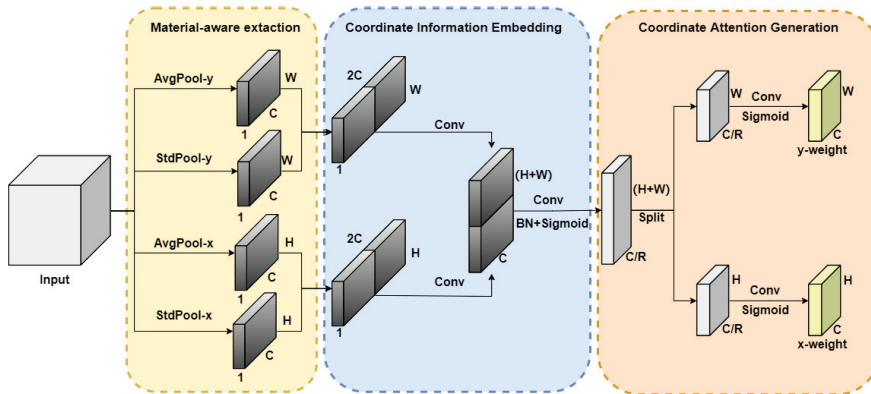 Material-aware extaction
Coordinate Information Embedding
Coordinate Attention Generation
Input
AvgPool-y
W
C
1
StdPool-y
W
C
1
AvgPool-x
H
C
1
StdPool-x
H
C
1
2C
W
1
Conv
2C
H
1
Conv
(H+W)
C
Conv
BN+Sigmoid
C/R
(H+W)
Split
W
C/R
Conv
Sigmoid
W
C
y-weight
H
C/R
Conv
Sigmoid
H
C
x-weight